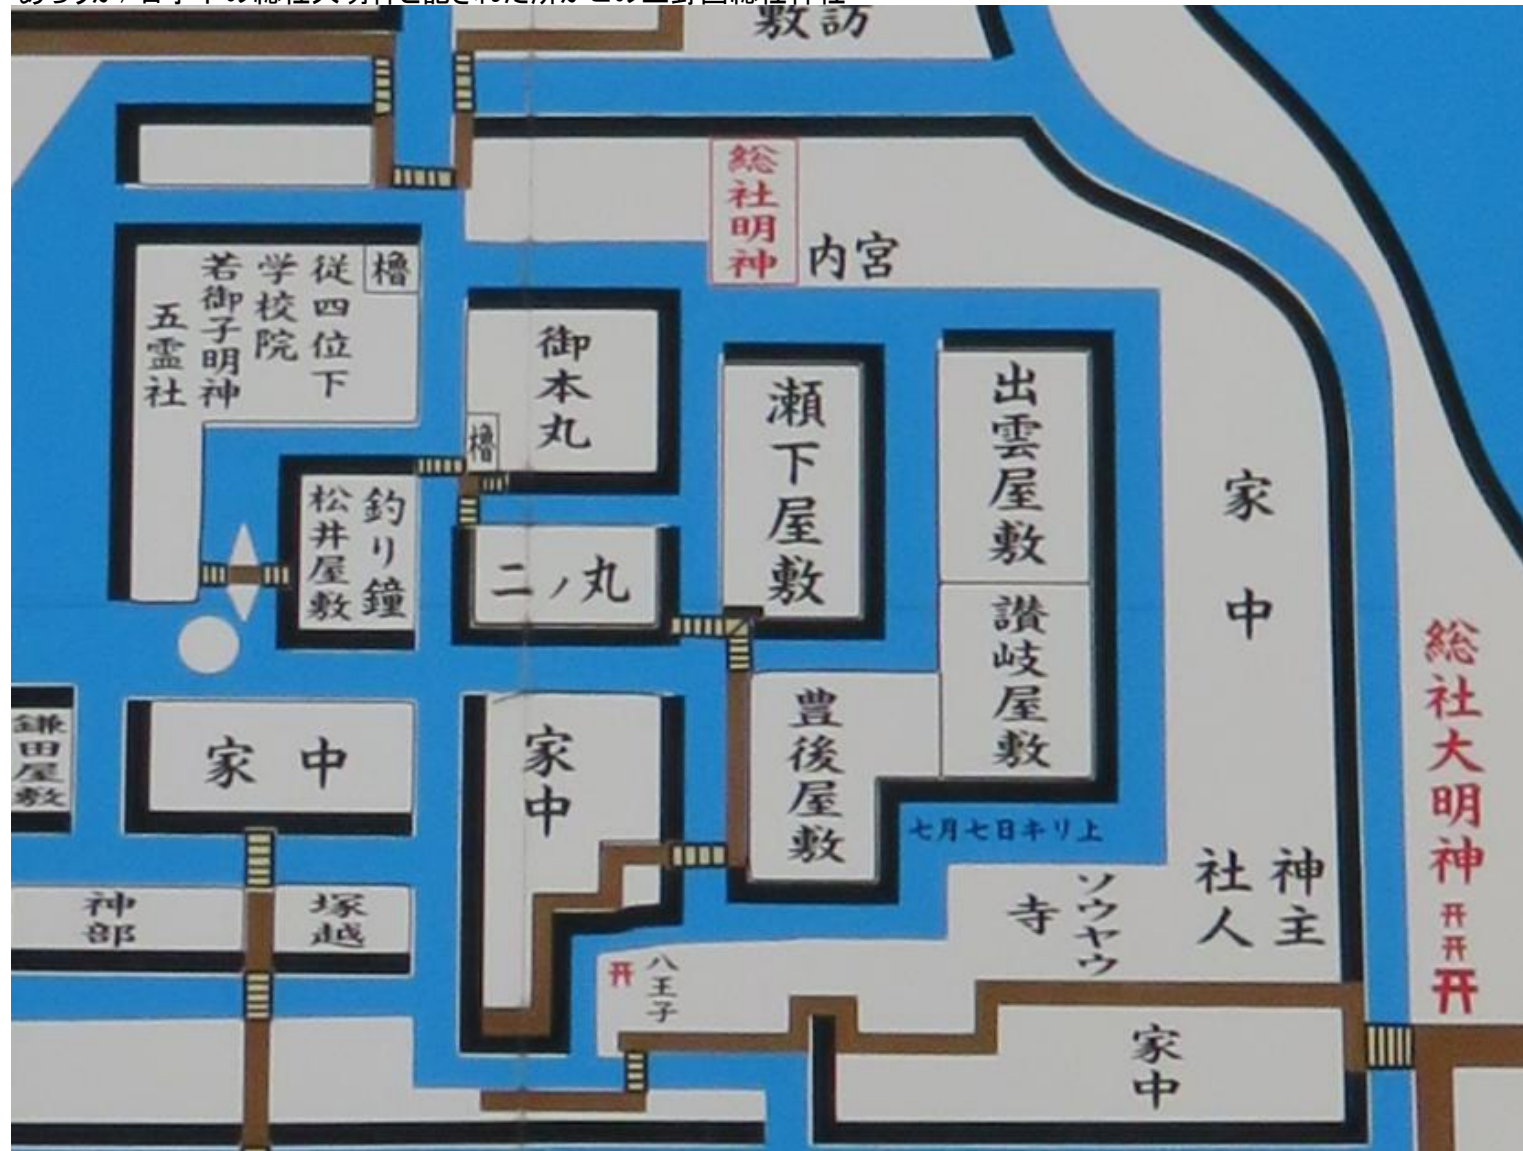 敷 訪
総社明神
内宮
櫓
従四位下
学校院
若御子明神
五霊社
御本丸
櫓
瀬下屋敷
出雲屋敷
讃岐屋敷
釣り鐘
松井屋敷
二ノ丸
豊後屋敷
家中
家中
家中
鎌田屋敷
七月七日キリ上
神部
塚越
神主
社人
ソウヤウ
寺
八王子
家中
総社大明神